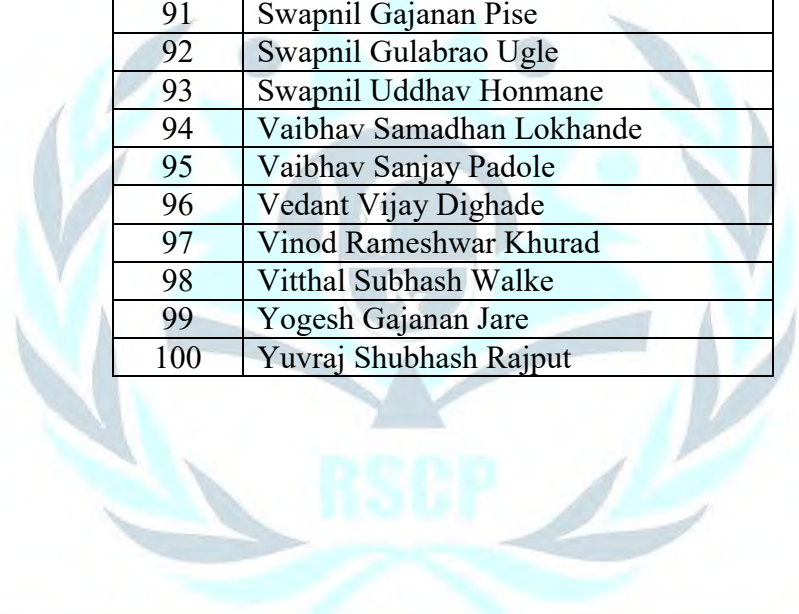 91 Swapnil Gajanan Pise
92 Swapnil Gulabrao Ugle
93 Swapnil Uddhav Honmane
94 Vaibhav Samadhan Lokhande
95 Vaibhav Sanjay Padole
96 Vedant Vijay Dighade
97 Vinod Rameshwar Khurad
98 Vitthal Subhash Walke
99 Yogesh Gajanan Jare
100 Yuvraj Shubhash Rajput
RSCP